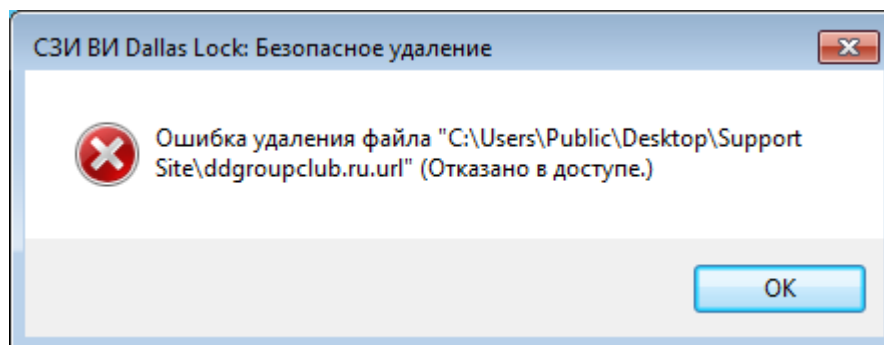 СЗИ ВИ Dallas Lock: Безопасное удаление
Ошибка удаления файла "C:\Users\Public\Desktop\Support
Site\ddgroupclub.ru.url" (Отказано в доступе.)
ОК